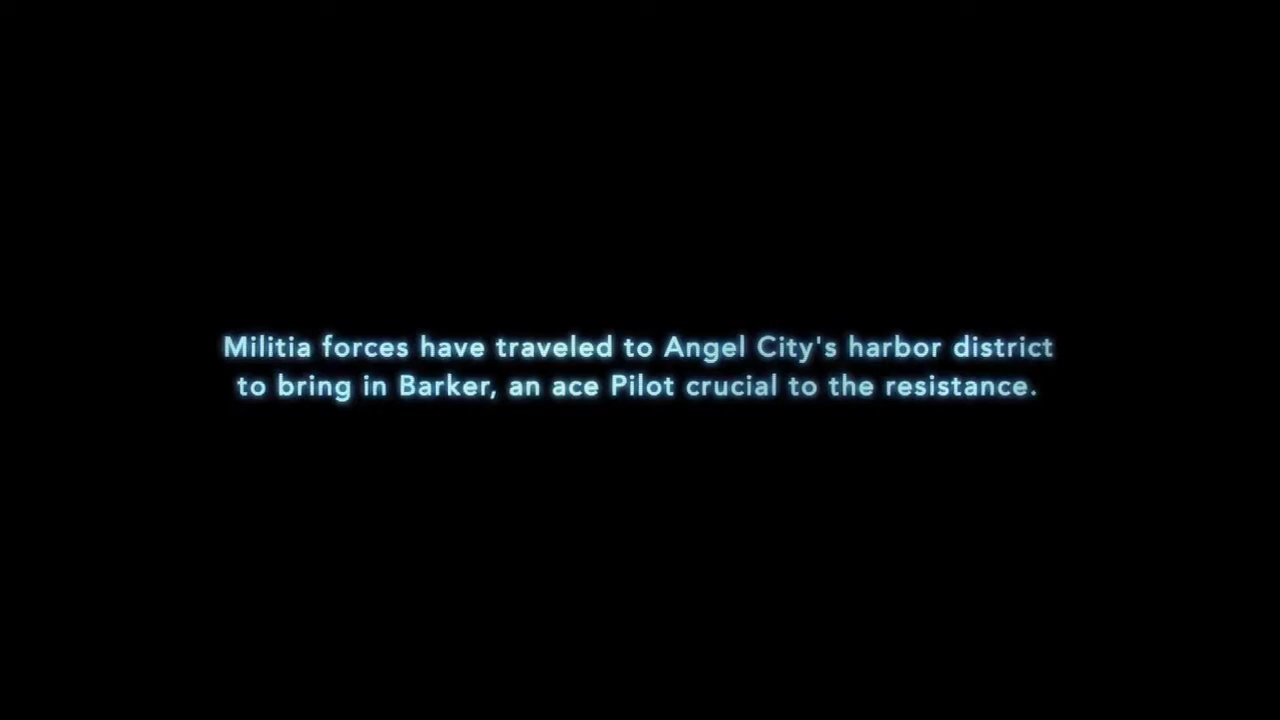 Militia forces have traveled to Angel City's harbor district
to bring in Barker, an ace Pilot crucial to the resistance.